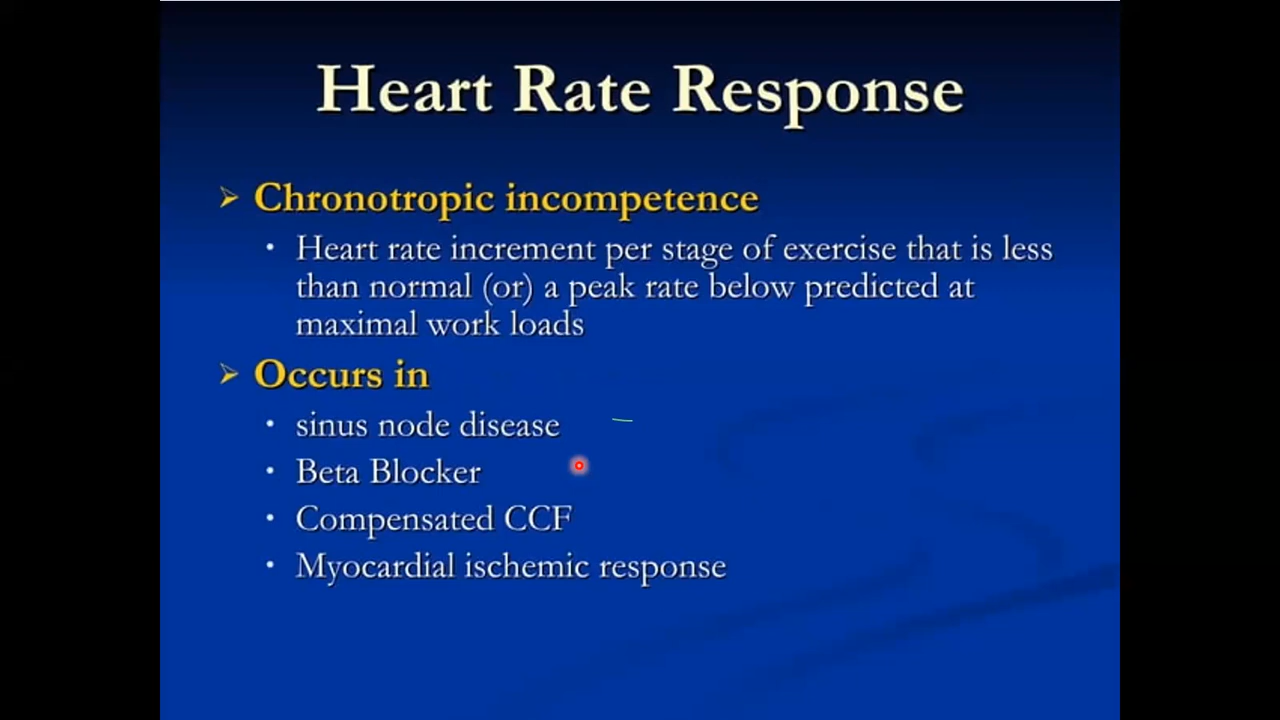 Heart Rate Response
Chronotropic incompetence
Heart rate increment per stage of exercise that is less
than normal (or) a peak rate below predicted at
maximal work loads
Occurs in
sinus node disease
Beta Blocker
Compensated CCF
Myocardial ischemic response